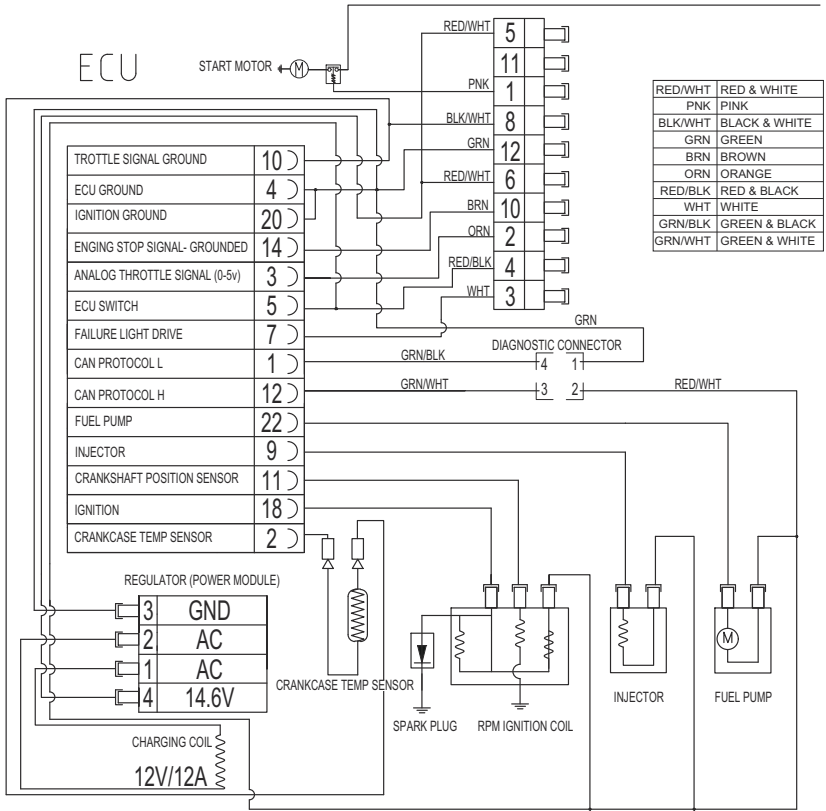 ECU
START MOTOR
M
RED/WHT 5
11
PNK 1
BLK/WHT 8
GRN 12
RED/WHT 6
BRN 10
ORN 2
RED/BLK 4
WHT 3
RED/WHT RED & WHITE
PNK PINK
BLK/WHT BLACK & WHITE
GRN GREEN
BRN BROWN
ORN ORANGE
RED/BLK RED & BLACK
WHT WHITE
GRN/BLK GREEN & BLACK
GRN/WHT GREEN & WHITE
TROTTLE SIGNAL GROUND 10
ECU GROUND 4
IGNITION GROUND 20
ENGING STOP SIGNAL- GROUNDED 14
ANALOG THROTTLE SIGNAL (0-5v) 3
ECU SWITCH 5
FAILURE LIGHT DRIVE 7
CAN PROTOCOL L 1
CAN PROTOCOL H 12
FUEL PUMP 22
INJECTOR 9
CRANKSHAFT POSITION SENSOR 11
IGNITION 18
CRANKCASE TEMP SENSOR 2
GRN
DIAGNOSTIC CONNECTOR
GRN/BLK 4 1
GRN/WHT 3 2 RED/WHT
REGULATOR (POWER MODULE)
3 GND
2 AC
1 AC
4 14.6V
CRANKCASE TEMP SENSOR
CHARGING COIL
12V/12A
SPARK PLUG
RPM IGNITION COIL
INJECTOR
M
FUEL PUMP